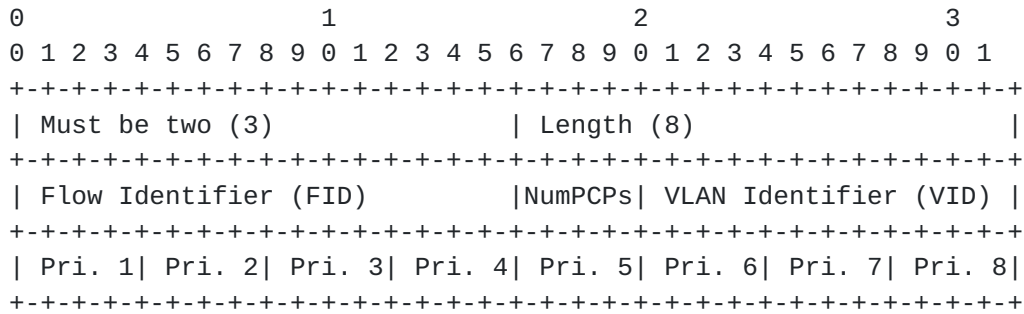 0 1 2 3
0 1 2 3 4 5 6 7 8 9 0 1 2 3 4 5 6 7 8 9 0 1 2 3 4 5 6 7 8 9 0 1
+-+-+-+-+-+-+-+-+-+-+-+-+-+-+-+-+-+-+-+-+-+-+-+-+-+-+-+-+-+-+-+-+
| Must be two (3) | Length (8) |
+-+-+-+-+-+-+-+-+-+-+-+-+-+-+-+-+-+-+-+-+-+-+-+-+-+-+-+-+-+-+-+-+
| Flow Identifier (FID) |NumPCPs| VLAN Identifier (VID) |
+-+-+-+-+-+-+-+-+-+-+-+-+-+-+-+-+-+-+-+-+-+-+-+-+-+-+-+-+-+-+-+-+
| Pri. 1| Pri. 2| Pri. 3| Pri. 4| Pri. 5| Pri. 6| Pri. 7| Pri. 8|
+-+-+-+-+-+-+-+-+-+-+-+-+-+-+-+-+-+-+-+-+-+-+-+-+-+-+-+-+-+-+-+-+